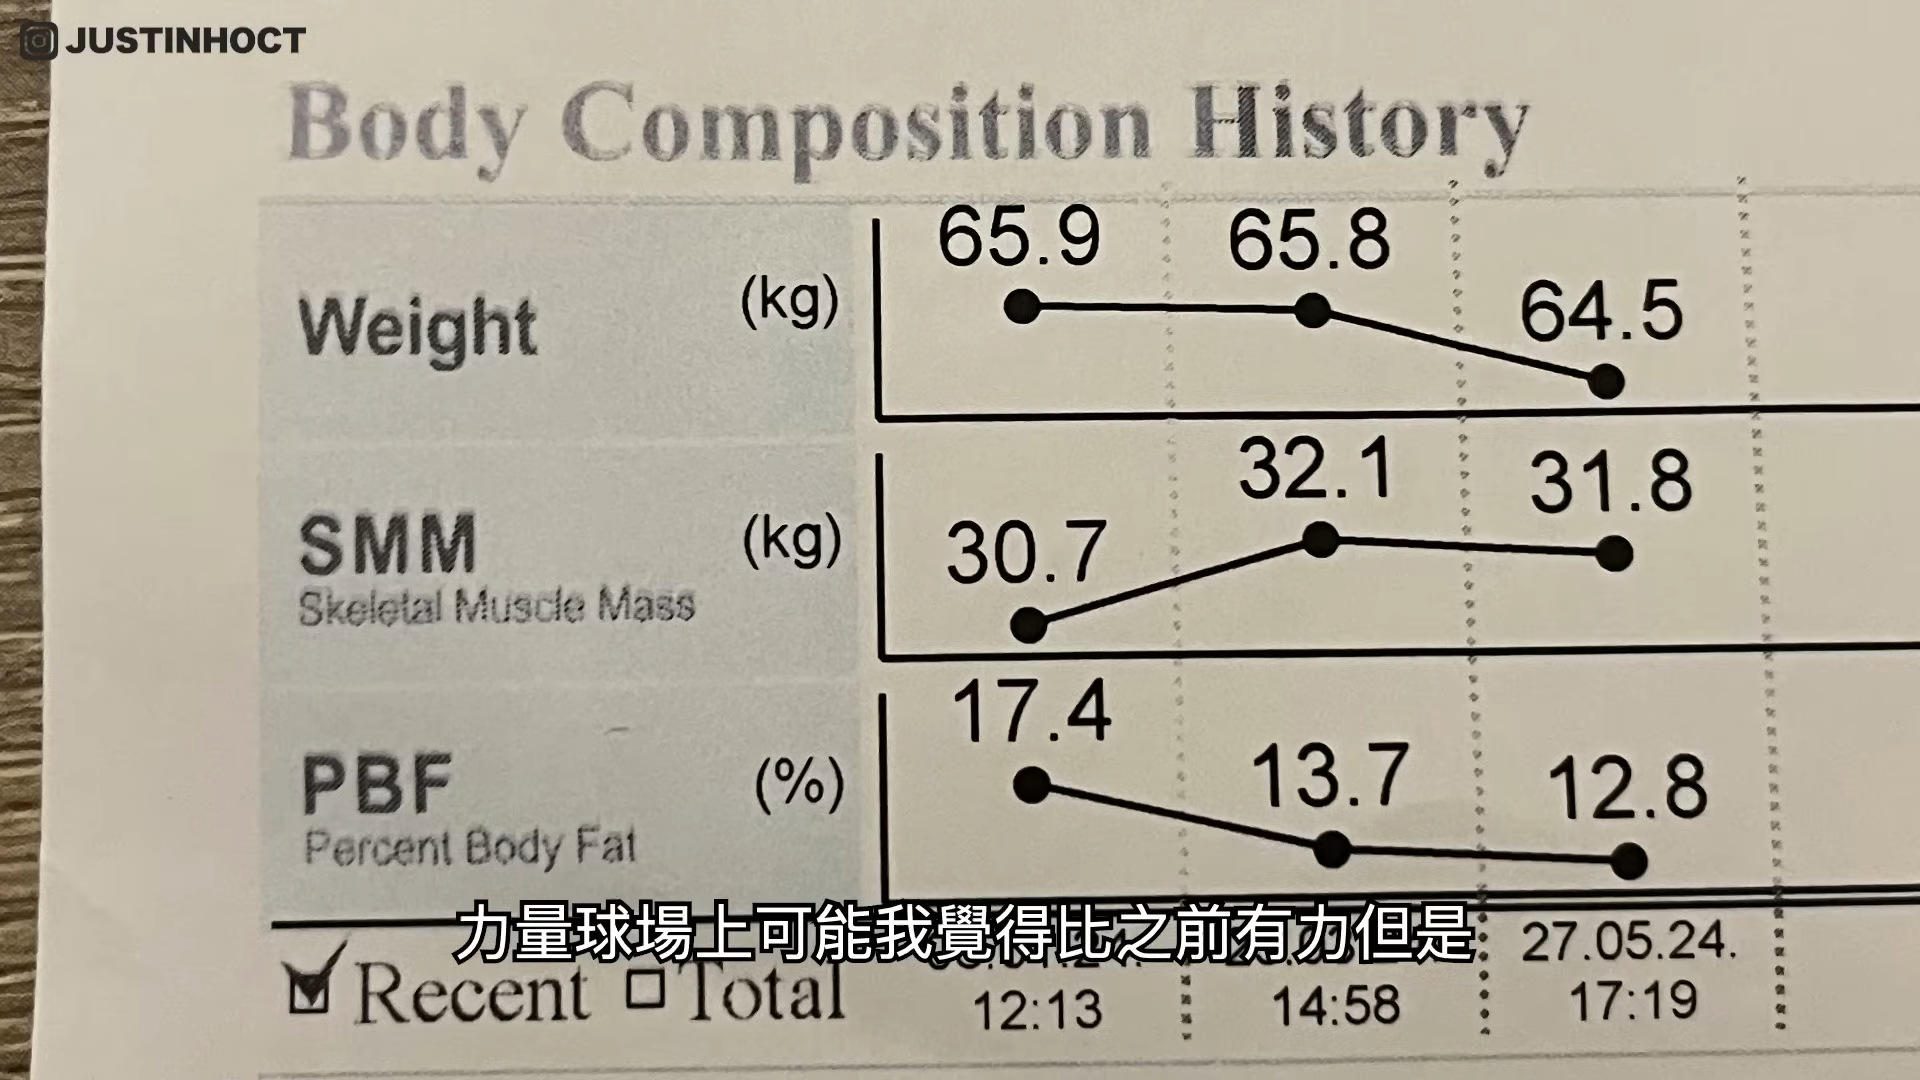 JUSTINHOCT
Body Composition History
Weight (kg) 65.9 65.8 64.5
SMM (kg) 30.7 32.1 31.8
Skeletal Muscle Mass
PBF (%) 17.4 13.7 12.8
Percent Body Fat
力量球場上可能我覺得比之前有力但是
27.05.24.
Recent Total 12:13 14:58 17:19